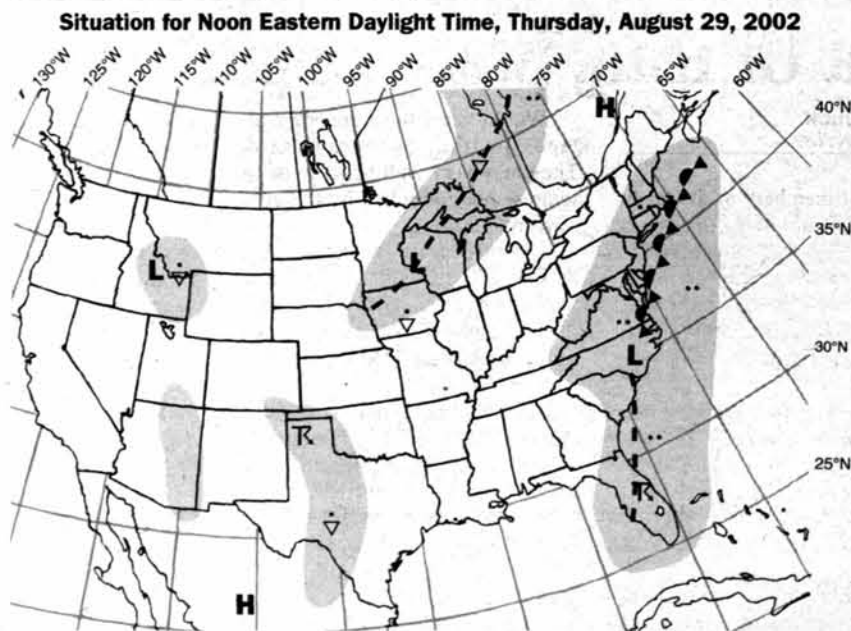 Situation for Noon Eastern Daylight Time, Thursday, August 29, 2002
130°W 125°W 120°W 115°W 110°W 105°W 100°W 95°W 90°W 85°W 80°W 75°W 70°W 65°W 60°W
H
40°N
35°N
L
L
30°N
L
25°N
H